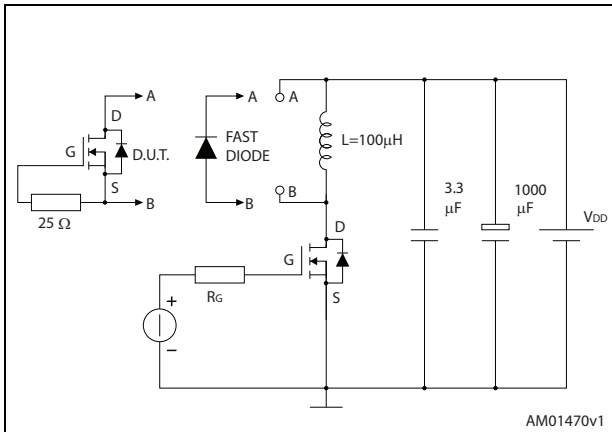 A
D
G
D.U.T.
S
B
25 Ω
A
FAST
DIODE
B
A
L=100μH
B
D
G
S
RG
+
–
3.3
μF
1000
μF
VDD
AM01470v1